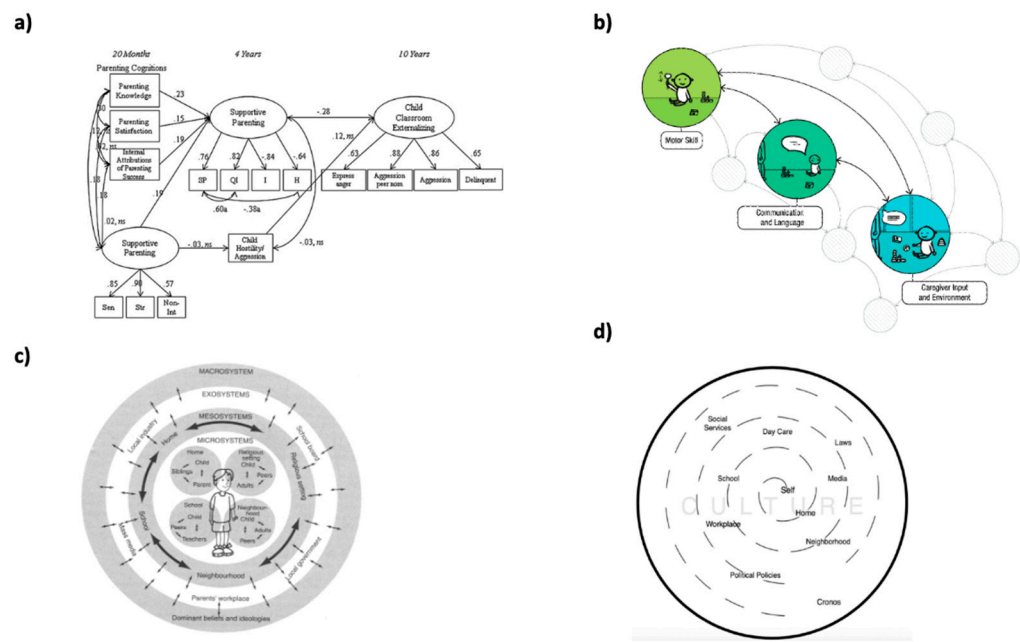 a)
20 Months
4 Years
10 Years
Parenting Cognitions
Parenting
Knowledge
Parenting
Satisfaction
Internal
Attributions
of Parenting
Success
.23
.15
.19
.19
.18
.18
.02, ns
Supportive
Parenting
-.28
Child
Classroom
Externalizing
.12, ns
.76
.82
-.84
-.64
SP
QI
I
H
.60a
-.38a
.63
.88
.86
.65
Express
anger
Aggression
peer nom
Aggression
Delinquent
Supportive
Parenting
-.03, ns
Child
Hostility/
Aggression
-.03, ns
.85
.90
.57
Sen
Str
Non-
Int
b)
Motor Skill
Communication
and Language
Caregiver Input
and Environment
c)
MACROSYSTEM
EXOSYSTEMS
MESOSYSTEMS
MICROSYSTEMS
Local industry
Home
School board
Religious setting
Home
Child
Siblings
Parent
Religious
setting
Child
Peers
Adults
School
Child
Peers
Teachers
Neighbour-
hood
Child
Adults
Peers
School
Mass media
Neighbourhood
Local government
Parents' workplace
Dominant beliefs and ideologies
d)
Social
Services
Day Care
Laws
School
Media
Self
CULTURE
Home
Workplace
Neighborhood
Political Policies
Cronos